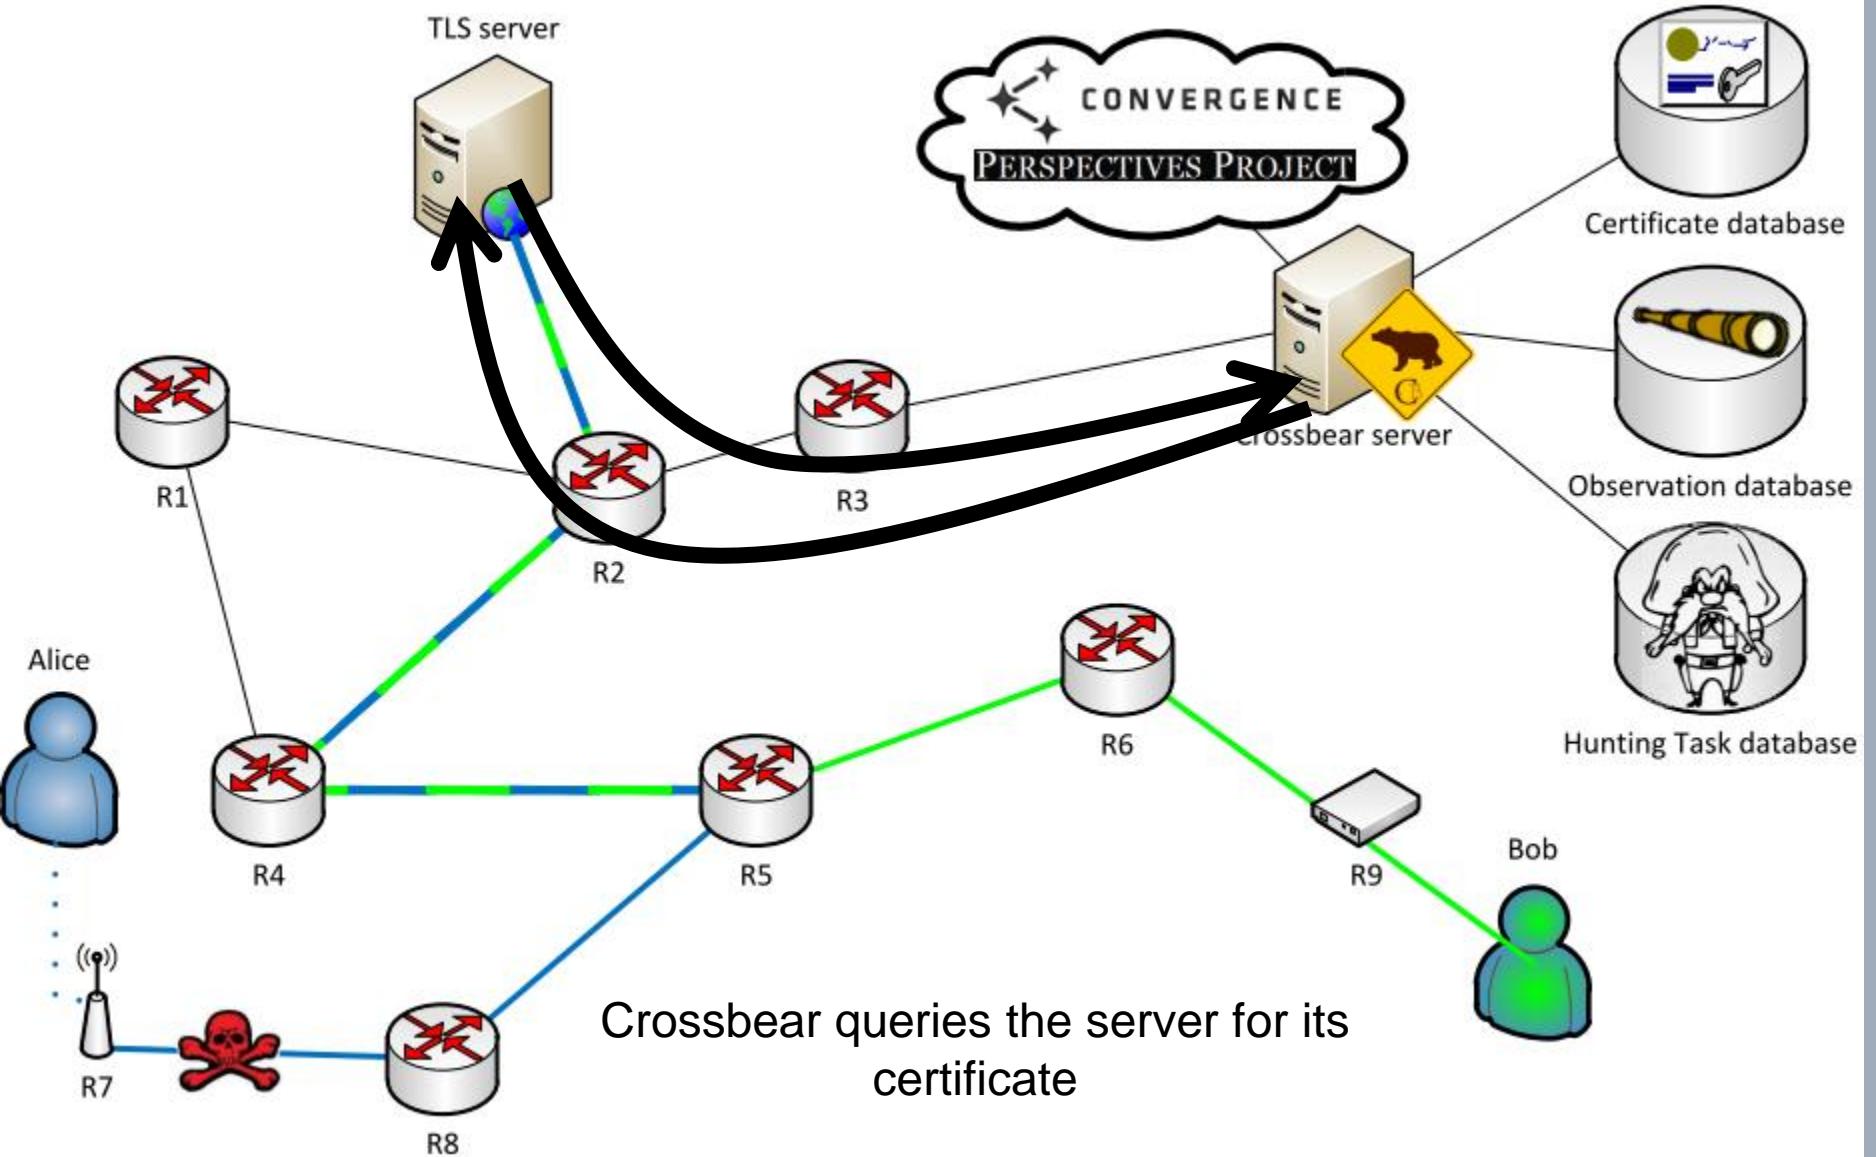 TLS server
CONVERGENCE
PERSPECTIVES PROJECT
Certificate database
Crossbear server
Observation database
R1
R3
R2
Hunting Task database
Alice
R6
R4
R5
R9
Bob
Crossbear queries the server for its
certificate
R7
R8